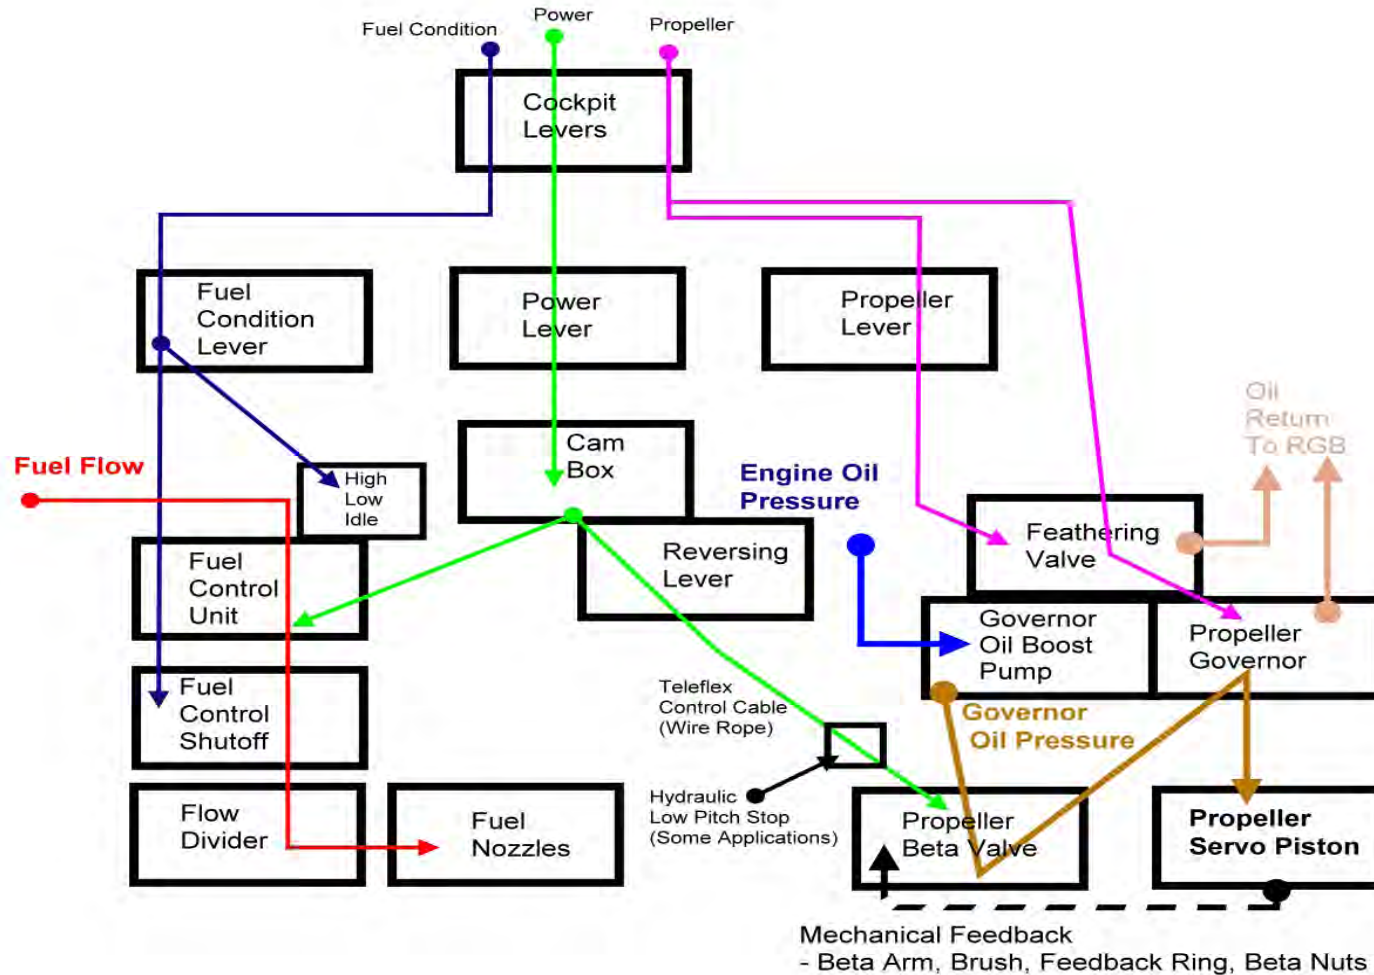 Fuel Condition
Power
Propeller
Cockpit
Levers
Fuel
Condition
Lever
Power
Lever
Propeller
Lever
Oil
Return
To RGB
Fuel Flow
High
Low
Idle
Cam
Box
Engine Oil
Pressure
Reversing
Lever
Feathering
Valve
Fuel
Control
Unit
Governor
Oil Boost
Pump
Propeller
Governor
Fuel
Control
Shutoff
Teleflex
Control Cable
(Wire Rope)
Governor
Oil Pressure
Hydraulic
Low Pitch Stop
(Some Applications)
Flow
Divider
Fuel
Nozzles
Propeller
Beta Valve
Propeller
Servo Piston
Mechanical Feedback
- Beta Arm, Brush, Feedback Ring, Beta Nuts